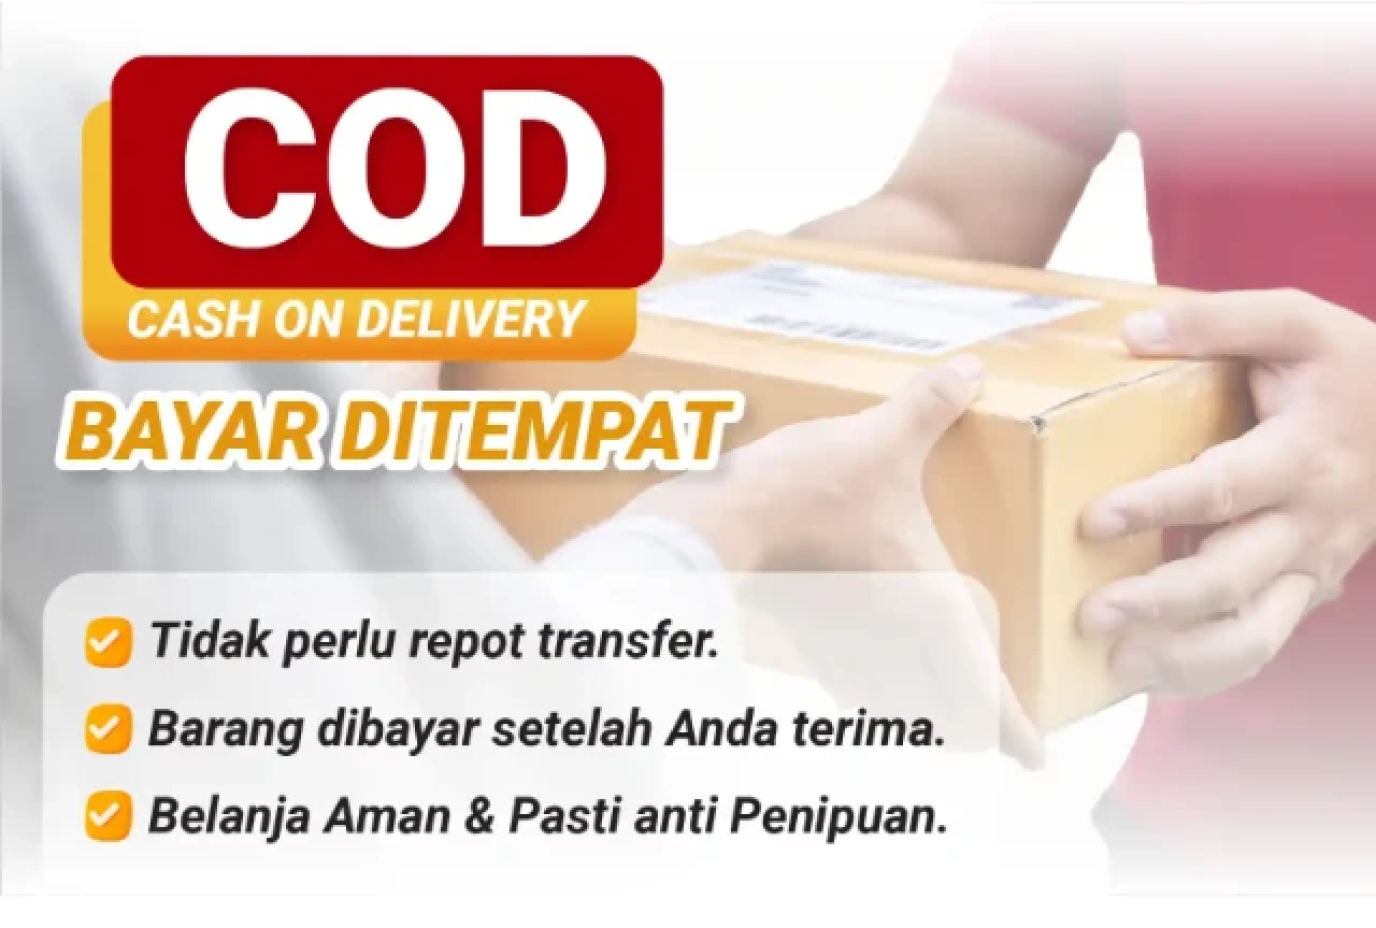 COD
CASH ON DELIVERY
BAYAR DITEMPAT
Tidak perlu repot transfer.
Barang dibayar setelah Anda terima.
Belanja Aman & Pasti anti Penipuan.